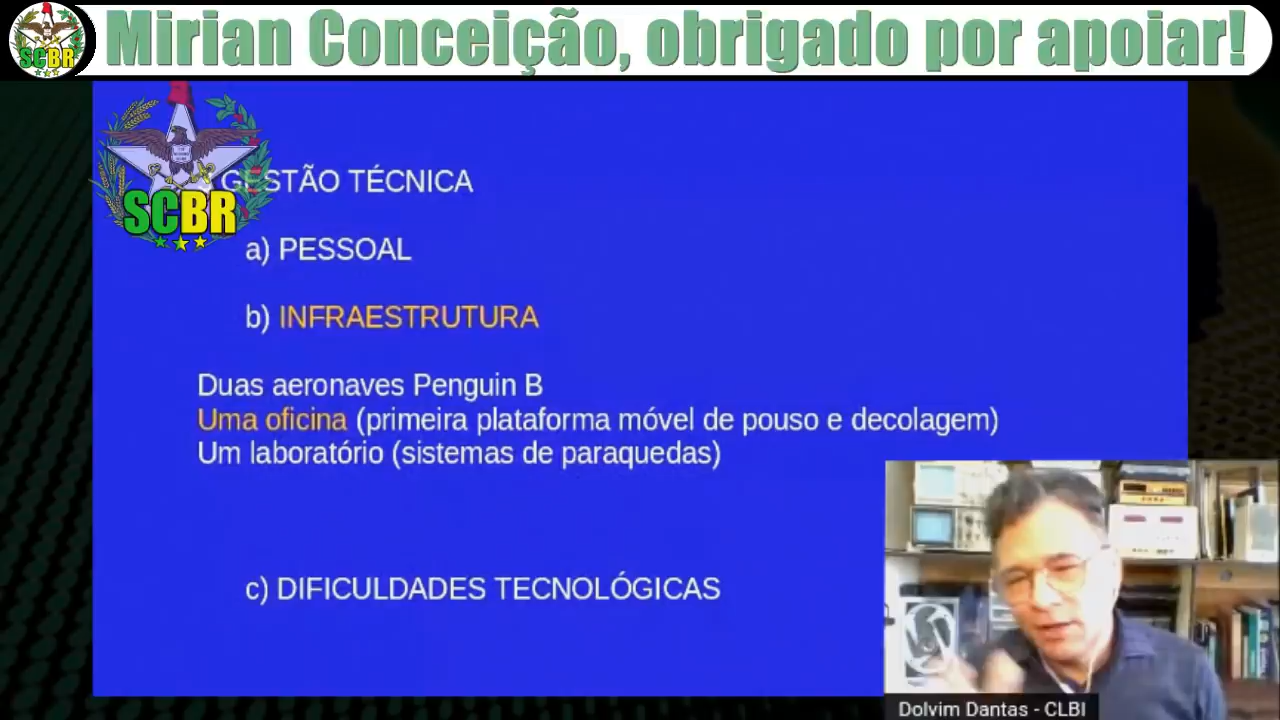 SCBR
Mirian Conceição, obrigado por apoiar!
SCBR
GESTÃO TÉCNICA
a) PESSOAL
b) INFRAESTRUTURA
Duas aeronaves Penguin B
Uma oficina (primeira plataforma móvel de pouso e decolagem)
Um laboratório (sistemas de paraquedas)
c) DIFICULDADES TECNOLÓGICAS
Dolvim Dantas - CLBI